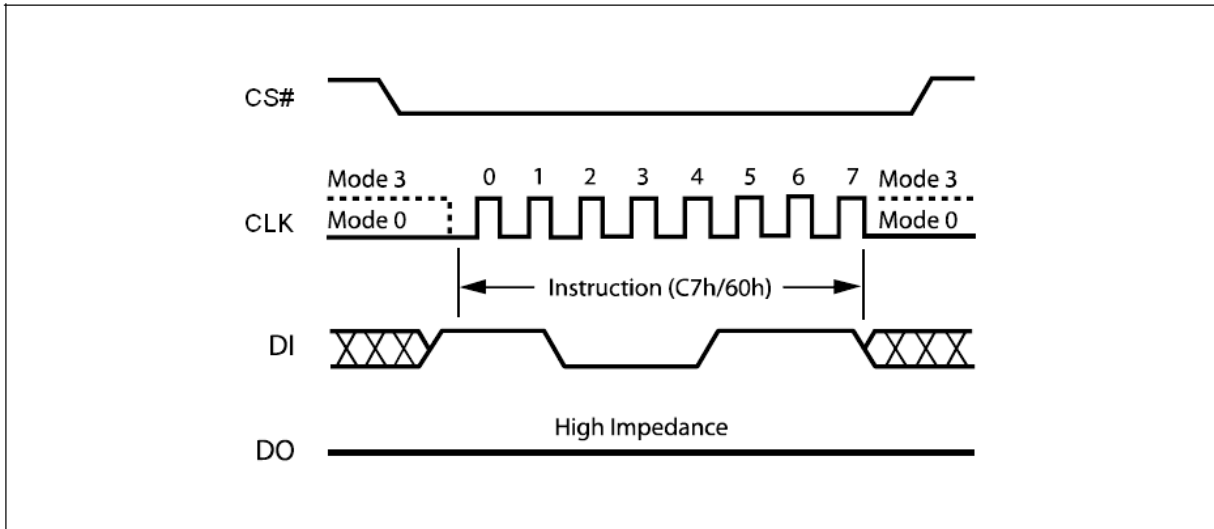 CS#
Mode 3 0 1 2 3 4 5 6 7 Mode 3
CLK Mode 0 Mode 0
Instruction (C7h/60h)
DI
High Impedance
DO